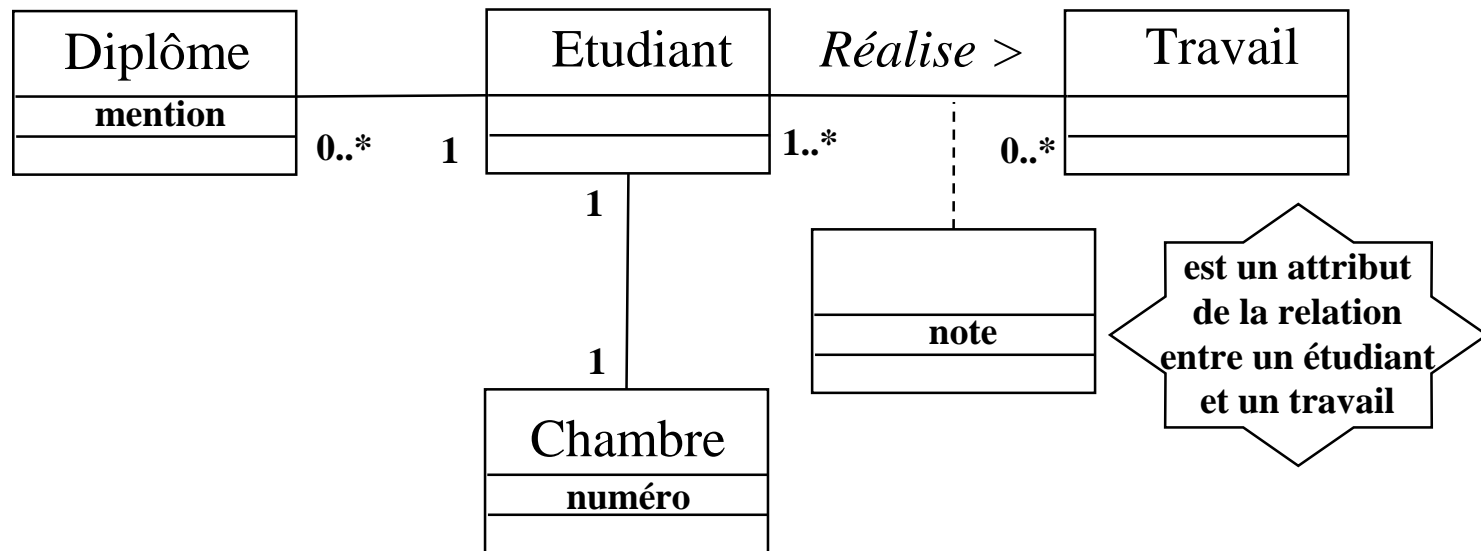 Diplôme
mention
0..*
1
Etudiant
1..*
Réalise >
0..*
Travail
1
1
Chambre
numéro
note
est un attribut
de la relation
entre un étudiant
et un travail